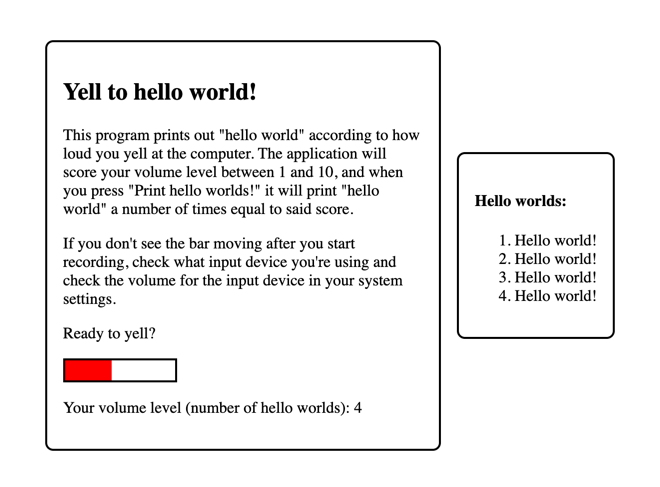 Yell to hello world!
This program prints out "hello world" according to how
loud you yell at the computer. The application will
score your volume level between 1 and 10, and when
you press "Print hello worlds!" it will print "hello
world" a number of times equal to said score.
If you don't see the bar moving after you start
recording, check what input device you're using and
check the volume for the input device in your system
settings.
Ready to yell?
Your volume level (number of hello worlds): 4
Hello worlds:
1. Hello world!
2. Hello world!
3. Hello world!
4. Hello world!